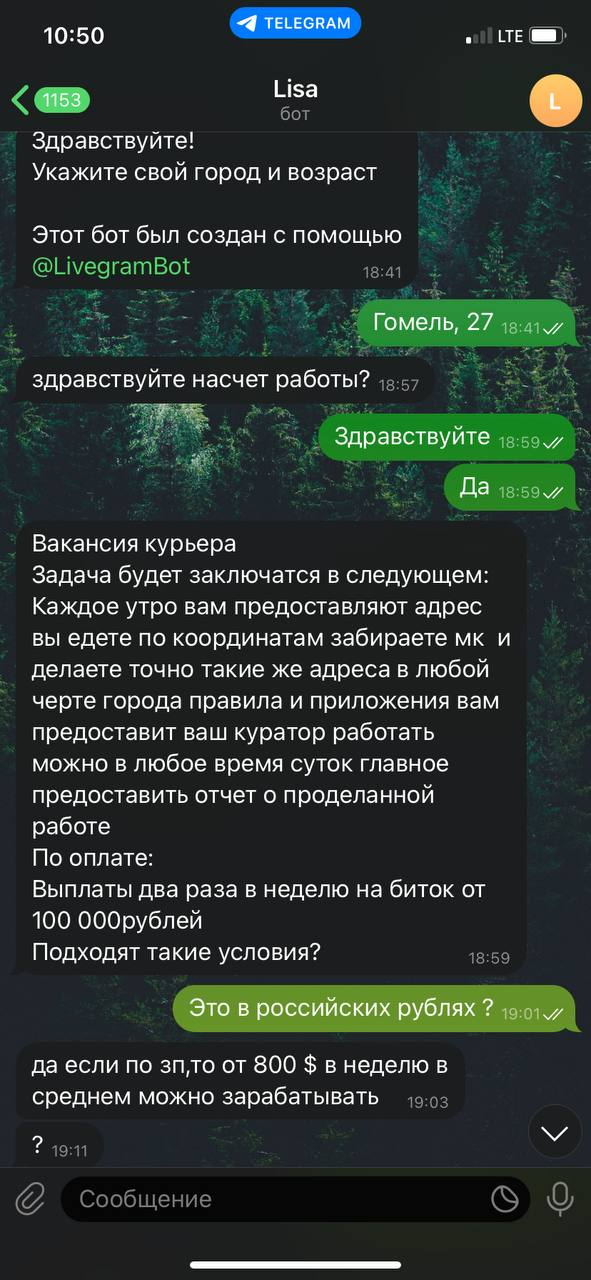 10:50
TELEGRAM
LTE
1153
Lisa
бот
Здравствуйте!
Укажите свой город и возраст
Этот бот был создан с помощью
@LivegramBot
18:41
Гомель, 27 18:41
здравствуйте насчет работы? 18:57
Здравствуйте 18:59
Да 18:59
Вакансия курьера
Задача будет заключатся в следующем:
Каждое утро вам предоставляют адрес
вы едете по координатам забираете мк  и
делаете точно такие же адреса в любой
черте города правила и приложения вам
предоставит ваш куратор работать
можно в любое время суток главное
предоставить отчет о проделанной
работе
По оплате:
Выплаты два раза в неделю на биток от
100 000рублей
Подходят такие условия?
18:59
Это в российских рублях ? 19:01
да если по зп,то от 800 $ в неделю в
среднем можно зарабатывать 19:03
? 19:11
Сообщение
L